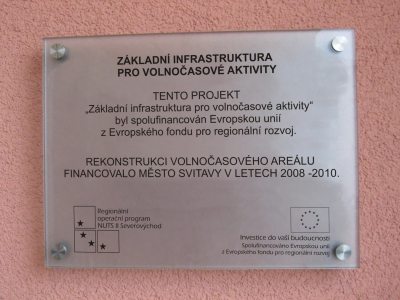 ZÁKLADNÍ INFRASTRUKTURA
PRO VOLNOČASOVÉ AKTIVITY
TENTO PROJEKT
„Základní infrastruktura pro volnočasové aktivity“
byl spolufinancován Evropskou unií
z Evropského fondu pro regionální rozvoj.
REKONSTRUKCI VOLNOČASOVÉHO AREÁLU
FINANCOVALO MĚSTO SVITAVY V LETECH 2008 -2010.
Regionální
operační program
NUTS II Severovýchod
Investice do vaší budoucnosti
Spolufinancováno Evropskou unií
z Evropského fondu pro regionální rozvoj